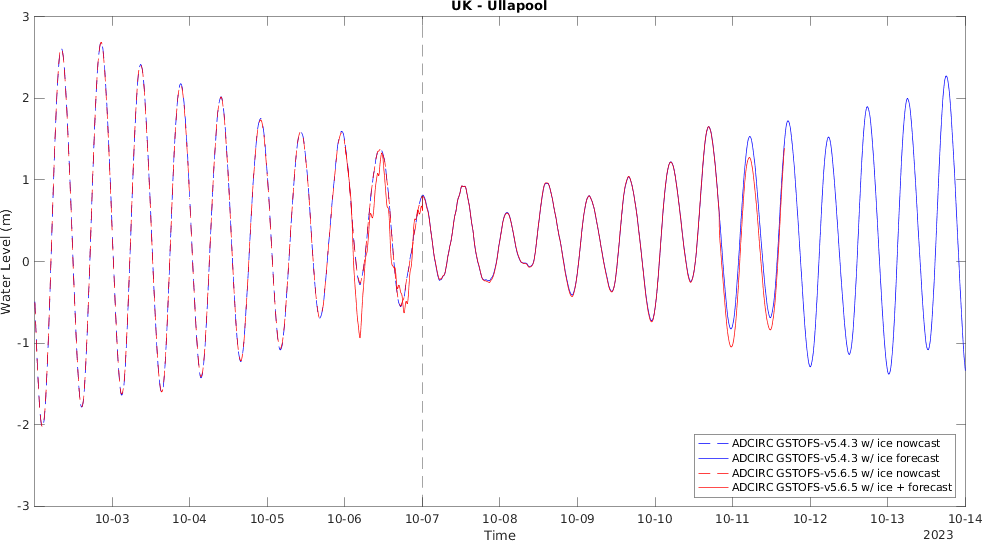 UK - Ullapool
3
2
1
0
-1
-2
-3
Water Level (m)
ADCIRC GSTOFS-v5.4.3 w/ ice nowcast
ADCIRC GSTOFS-v5.4.3 w/ ice forecast
ADCIRC GSTOFS-v5.6.5 w/ ice nowcast
ADCIRC GSTOFS-v5.6.5 w/ ice + forecast
10-03 10-04 10-05 10-06 10-07 10-08 10-09 10-10 10-11 10-12 10-13 10-14
Time
2023